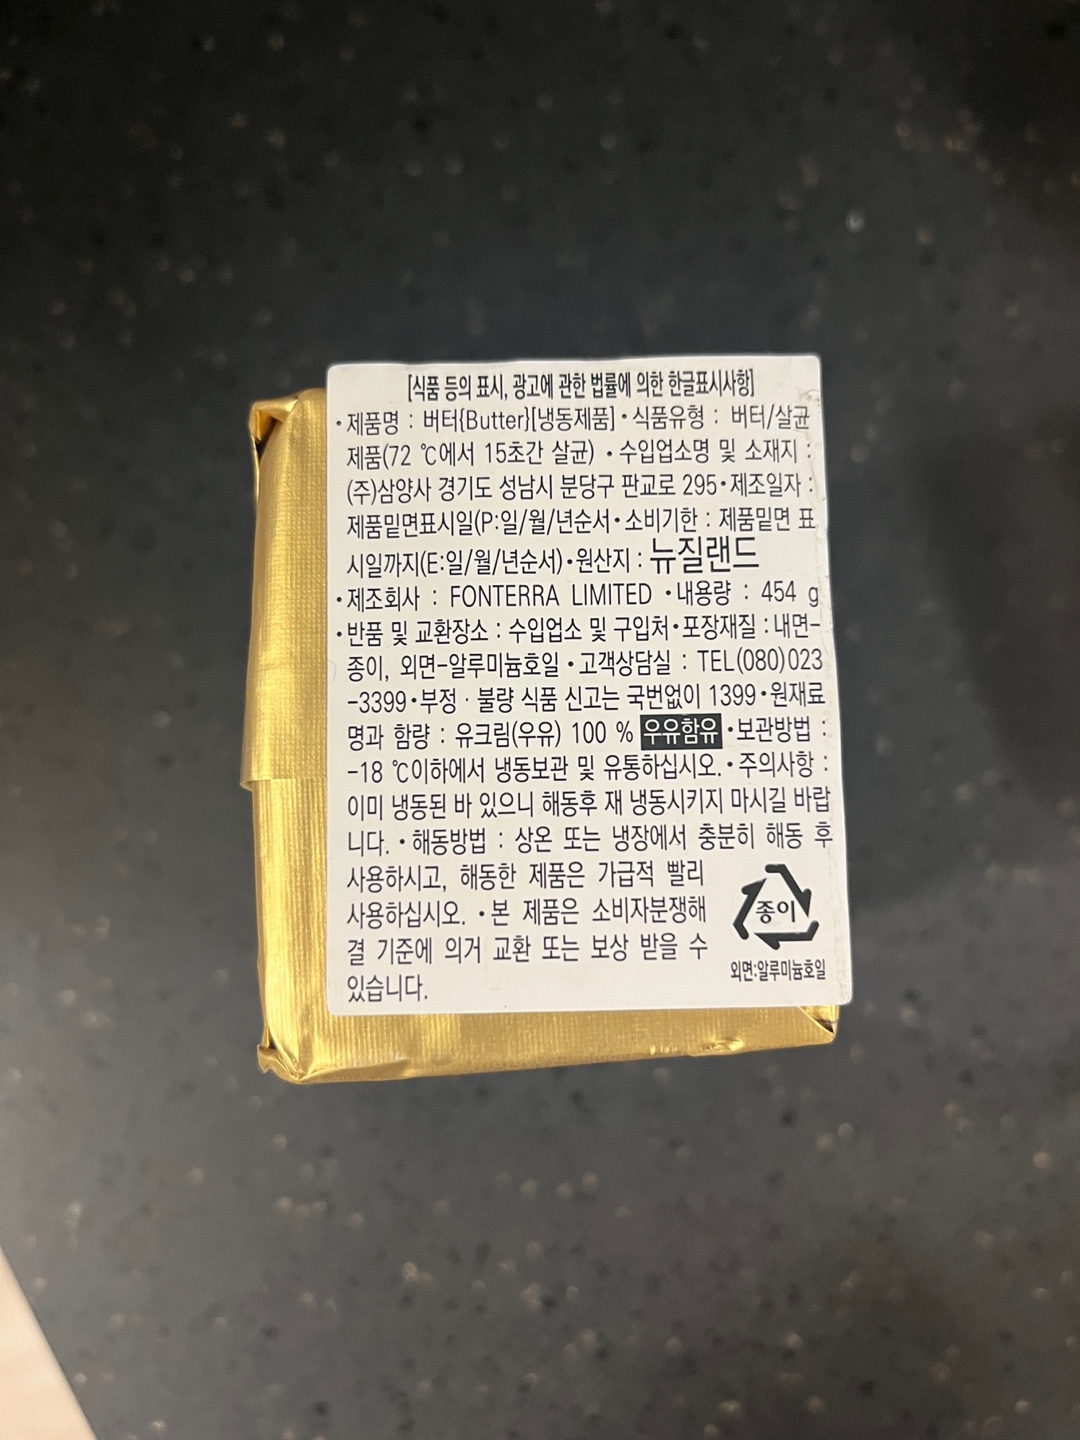 [식품 등의 표시, 광고에 관한 법률에 의한 한글표시사항]
•제품명 : 버터{Butter}[냉동제품]•식품유형 : 버터/살균
제품(72 ℃에서 15초간 살균) •수입업소명 및 소재지 :
(주)삼양사 경기도 성남시 분당구 판교로 295•제조일자 :
제품밑면표시일(P:일/월/년순서•소비기한 : 제품밑면 표
시일까지(E:일/월/년순서)•원산지 : 뉴질랜드
•제조회사 : FONTERRA LIMITED •내용량 : 454 g
•반품 및 교환장소 : 수입업소 및 구입처•포장재질 : 내면-
종이, 외면-알루미늄호일 •고객상담실 : TEL(080)023
-3399•부정 · 불량 식품 신고는 국번없이 1399•원재료
명과 함량 : 유크림(우유) 100 % 우유함유 •보관방법 :
-18 ℃이하에서 냉동보관 및 유통하십시오.•주의사항 :
이미 냉동된 바 있으니 해동후 재 냉동시키지 마시길 바랍
니다. •해동방법 : 상온 또는 냉장에서 충분히 해동 후
사용하시고, 해동한 제품은 가급적 빨리
사용하십시오. •본 제품은 소비자분쟁해
결 기준에 의거 교환 또는 보상 받을 수
있습니다.
종이
외면:알루미늄호일